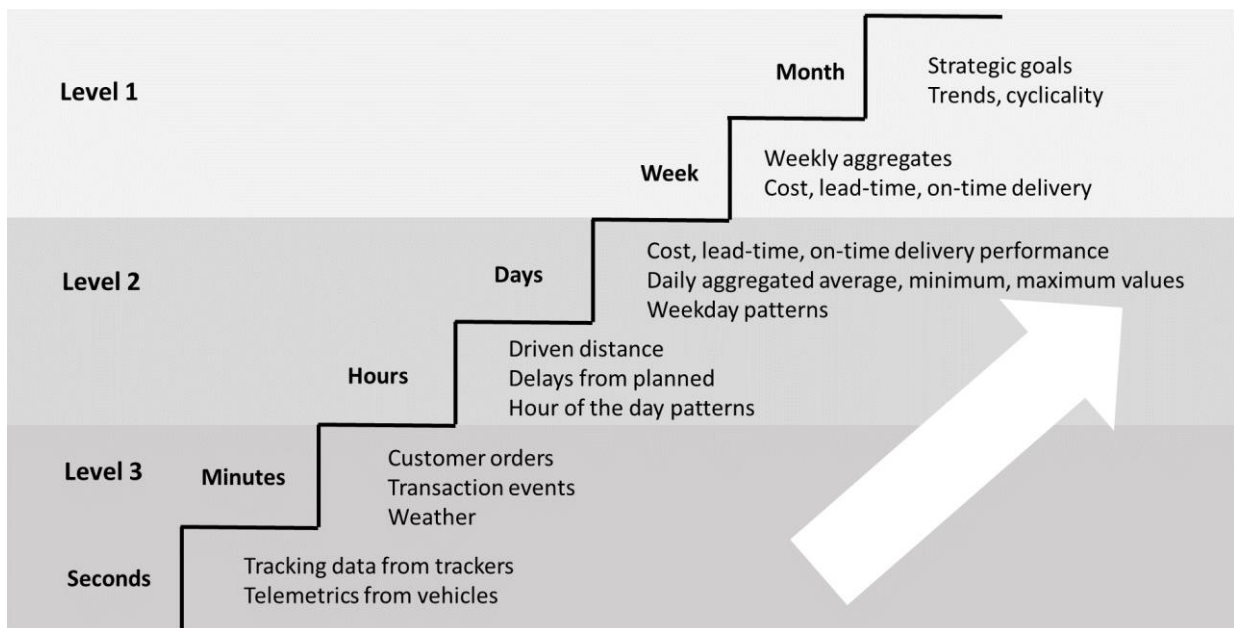 Level 1
Month
Strategic goals
Trends, cyclicality
Week
Weekly aggregates
Cost, lead-time, on-time delivery
Level 2
Days
Cost, lead-time, on-time delivery performance
Daily aggregated average, minimum, maximum values
Weekday patterns
Hours
Driven distance
Delays from planned
Hour of the day patterns
Level 3
Minutes
Customer orders
Transaction events
Weather
Seconds
Tracking data from trackers
Telemetrics from vehicles